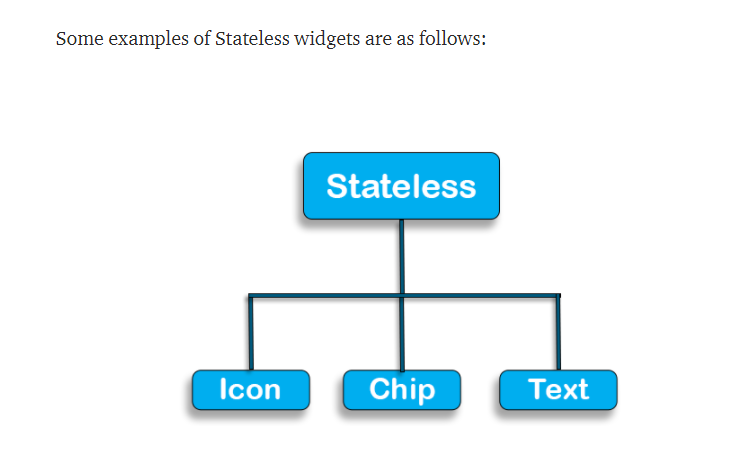 Some examples of Stateless widgets are as follows:
Stateless
Icon
Chip
Text